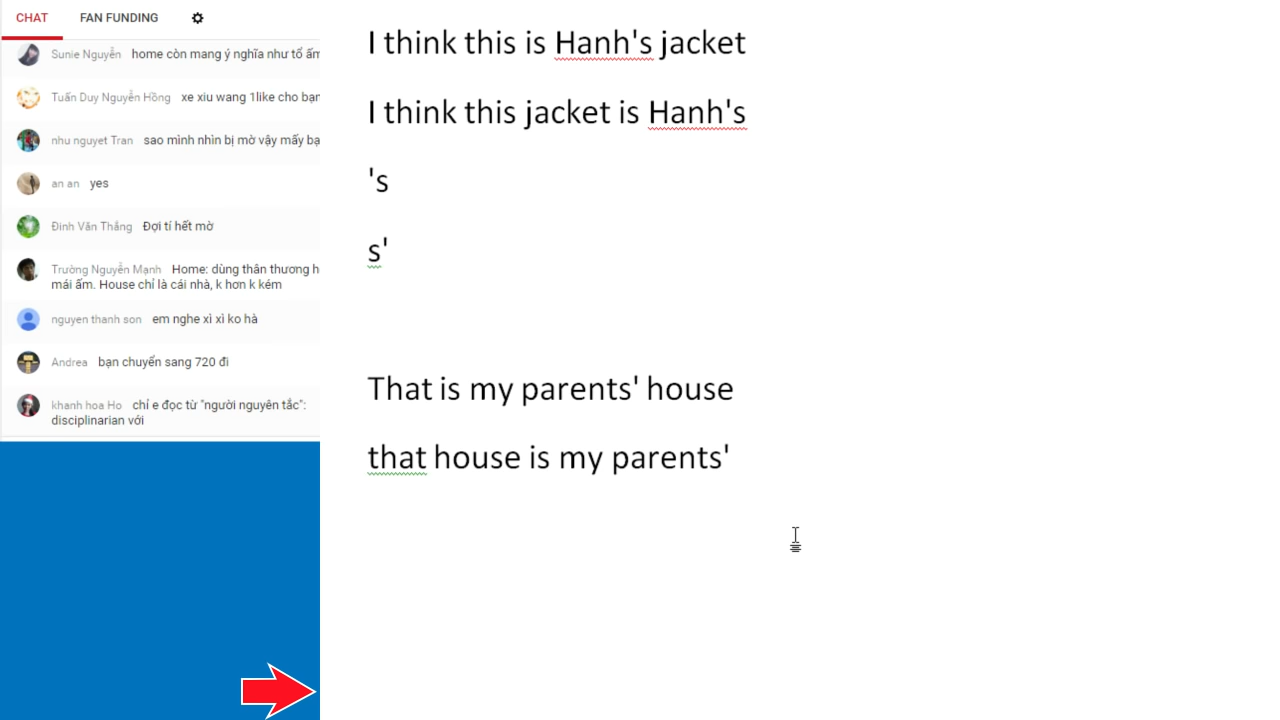 CHAT FAN FUNDING
Sunie Nguyễn home còn mang ý nghĩa như tổ ấm
Tuấn Duy Nguyễn Hồng xe xiu wang 1like cho bạn
nhu nguyet Tran sao mình nhìn bị mờ vậy mấy bạ
an an yes
Đinh Văn Thắng Đợi tí hết mờ
Trường Nguyễn Mạnh Home: dùng thân thương h
mái ấm. House chỉ là cái nhà, k hơn k kém
nguyen thanh son em nghe xì xì ko hà
Andrea bạn chuyển sang 720 đi
khanh hoa Ho chỉ e đọc từ "người nguyên tắc":
disciplinarian với
I think this is Hanh's jacket
I think this jacket is Hanh's
's
s'
That is my parents' house
that house is my parents'